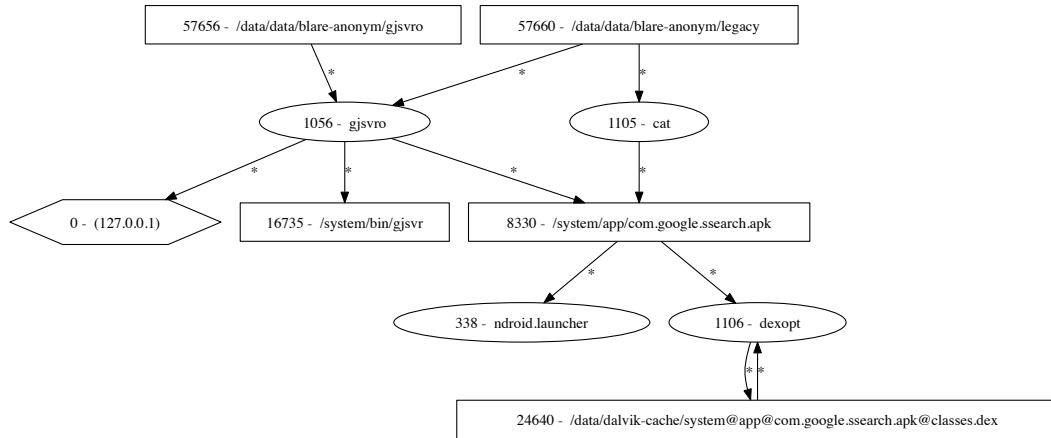 57656 - /data/data/blare-anonym/gjsvro
57660 - /data/data/blare-anonym/legacy
*
*
*
1056 - gjsvro
1105 - cat
*
*
*
*
0 - (127.0.0.1)
16735 - /system/bin/gjsvr
8330 - /system/app/com.google.ssearch.apk
*
*
338 - ndroid.launcher
1106 - dexopt
*
*
24640 - /data/dalvik-cache/system@app@com.google.ssearch.apk@classes.dex